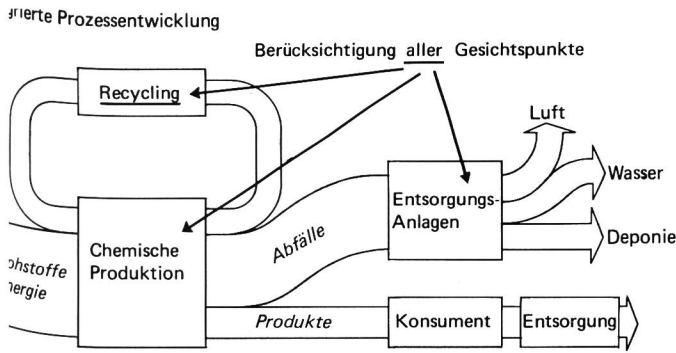 Prozessentwicklung
Berücksichtigung aller Gesichtspunkte
Recycling
Luft
Wasser
Entsorgungs-
Anlagen
Chemische
Produktion
Abfälle
Deponie
Produkte
Konsument
Entsorgung